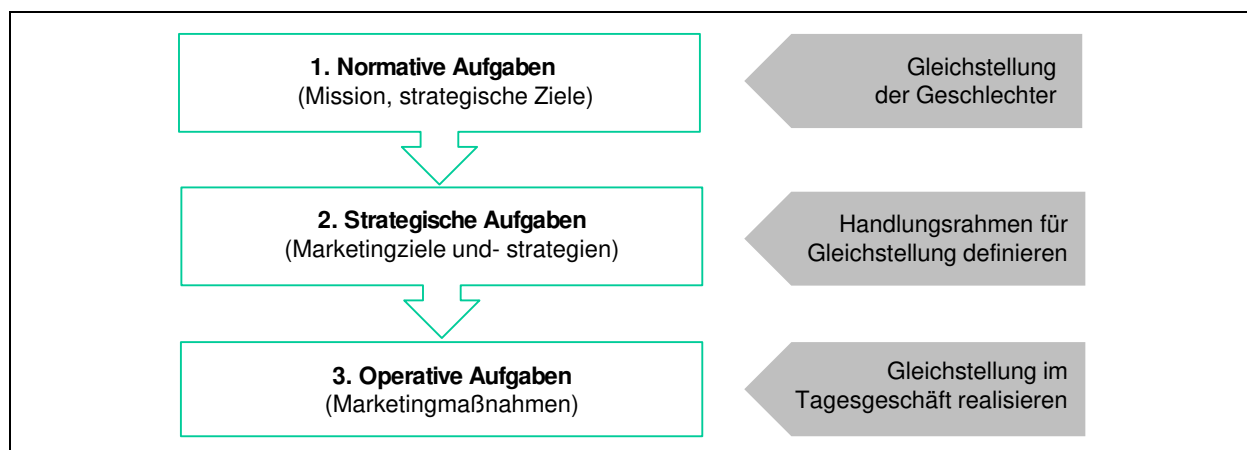 1. Normative Aufgaben
(Mission, strategische Ziele)
Gleichstellung
der Geschlechter
2. Strategische Aufgaben
(Marketingziele und- strategien)
Handlungsrahmen für
Gleichstellung definieren
3. Operative Aufgaben
(Marketingmaßnahmen)
Gleichstellung im
Tagesgeschäft realisieren